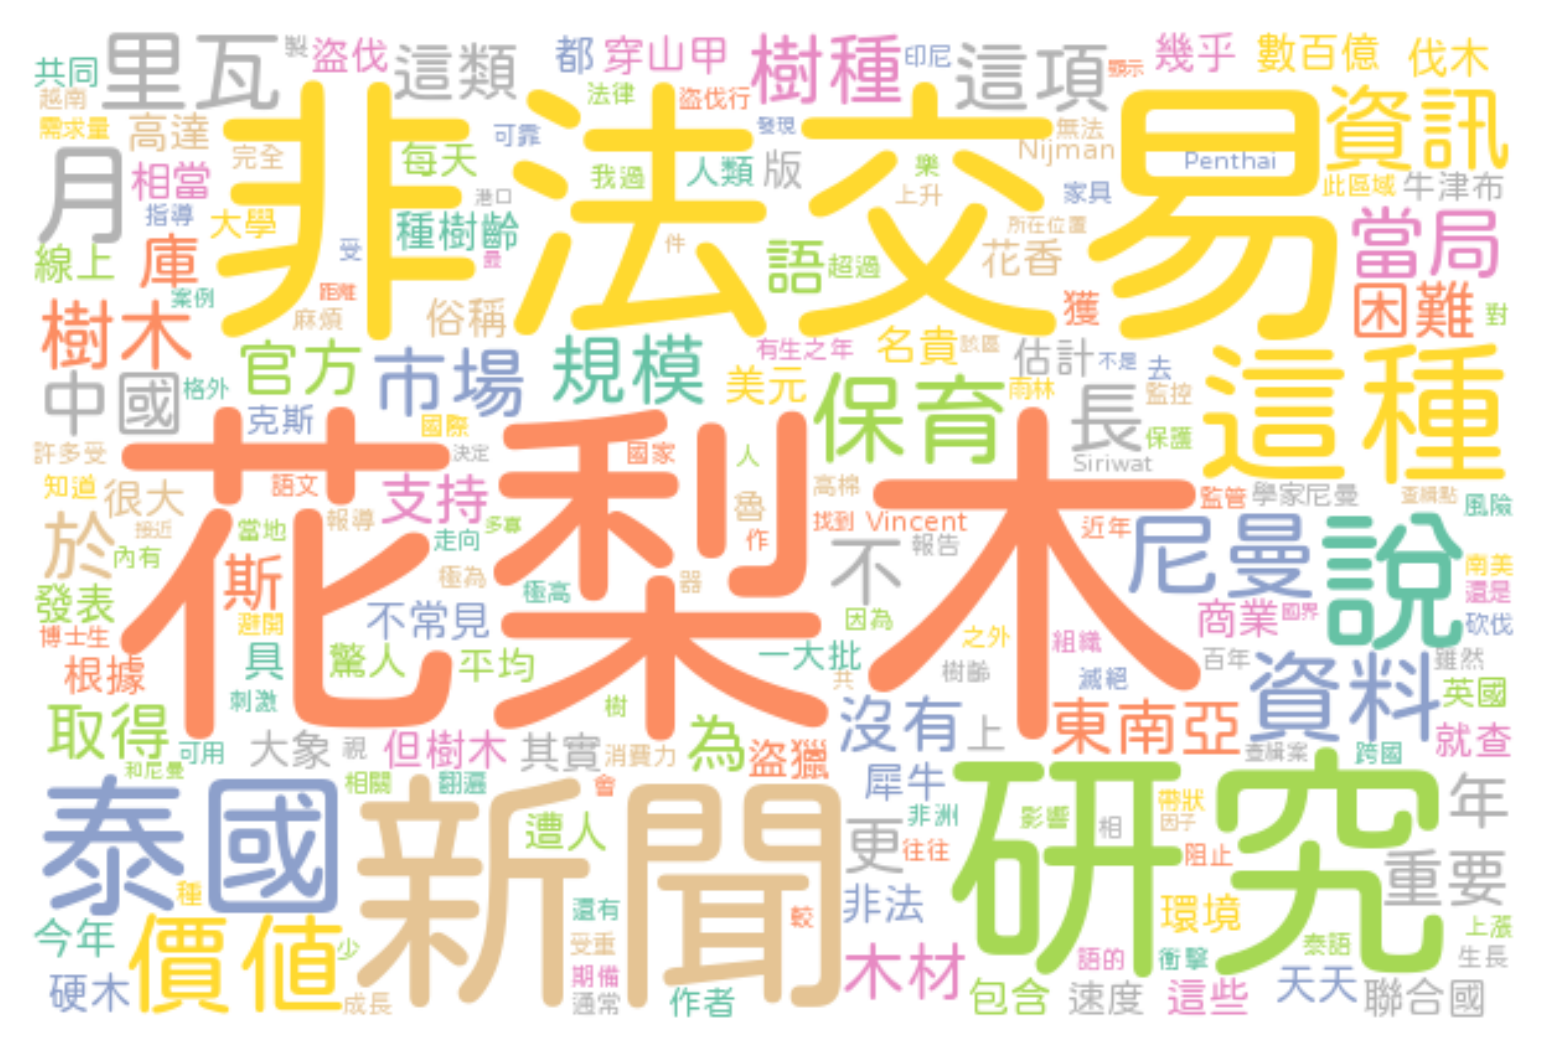 共同
里瓦
製
盜伐
這類
都
穿山甲
樹種
印尼
這項
顯示
幾乎
數百億
伐木
越南
需求量
高達
月
相當
完全
指導
大學
線上
庫
案例
樹木
非法交易
可靠
每天
種樹齡
受
最
港口
法律
盜伐行
發現
我過
人類
版
件
語
超過
樂
上升
花香
所在位置
無法
Nijman
Penthai
家具
資訊
此區域
牛津布
當局
困難
獲
對
距離
麻煩
俗稱
官方
市場
規模
有生之年
名貴
該區
美元
估計
不是
去
雨林
監控
長
保護
Siriwat
保育
這種
中國
格外
克斯
國際
許多受
知道
很大
決定
語文
支持
國家
人
魯
高棉
找到
Vincent
近年
監管
學家尼曼
查緝點
風險
花梨木
於
接近
內有
當地
報導
走向
多寡
作
不
報告
尼曼
說
南美
還是
砍伐
發表
斯
極為
極高
器
博士生
避開
不常見
因為
之外
組織
商業
國界
根據
具
驚人
平均
一大批
共
樹齡
滅絕
百年
資料
雖然
英國
刺激
樹
取得
可用
大象
視
但樹木
其實
消費力
為
盜獵
沒有
上
東南亞
查緝案
跨國
就查
和尼曼
相關
翻遍
會
犀牛
泰國
新聞
遭人
更
非洲
往往
研究
影響
相
帶狀
因子
阻止
年
重要
種
還有
較
非法
環境
今年
價值
少
受重
期備
通常
木材
語的
衝擊
泰語
上漲
生長
硬木
成長
作者
包含
速度
這些
天天
聯合國